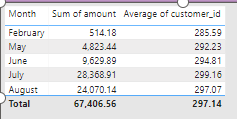 Month Sum of amount Average of customer_id
February 514.18 285.59
May 4,823.44 292.23
June 9,629.89 294.81
July 28,368.91 299.16
August 24,070.14 297.07
Total 67,406.56 297.14